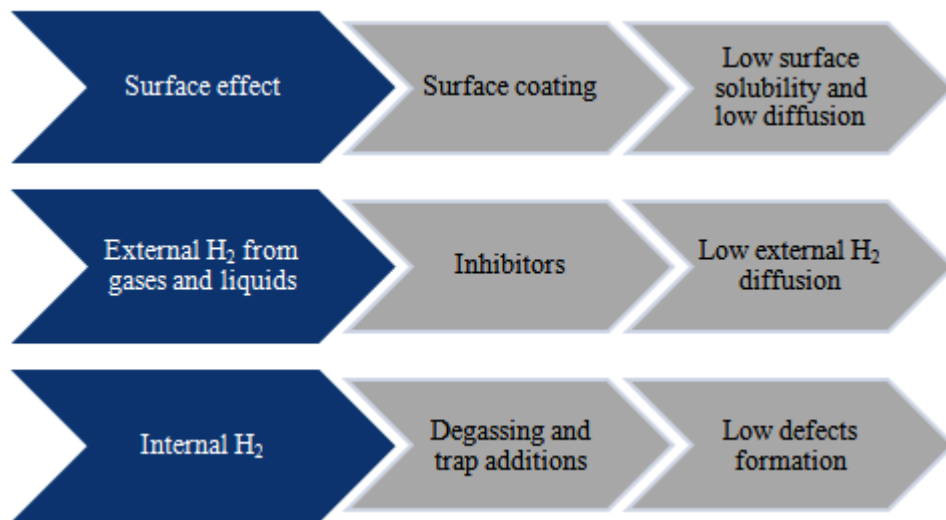 Surface effect
Surface coating
Low surface
solubility and
low diffusion
External H₂ from
gases and liquids
Inhibitors
Low external H₂
diffusion
Internal H₂
Degassing and
trap additions
Low defects
formation